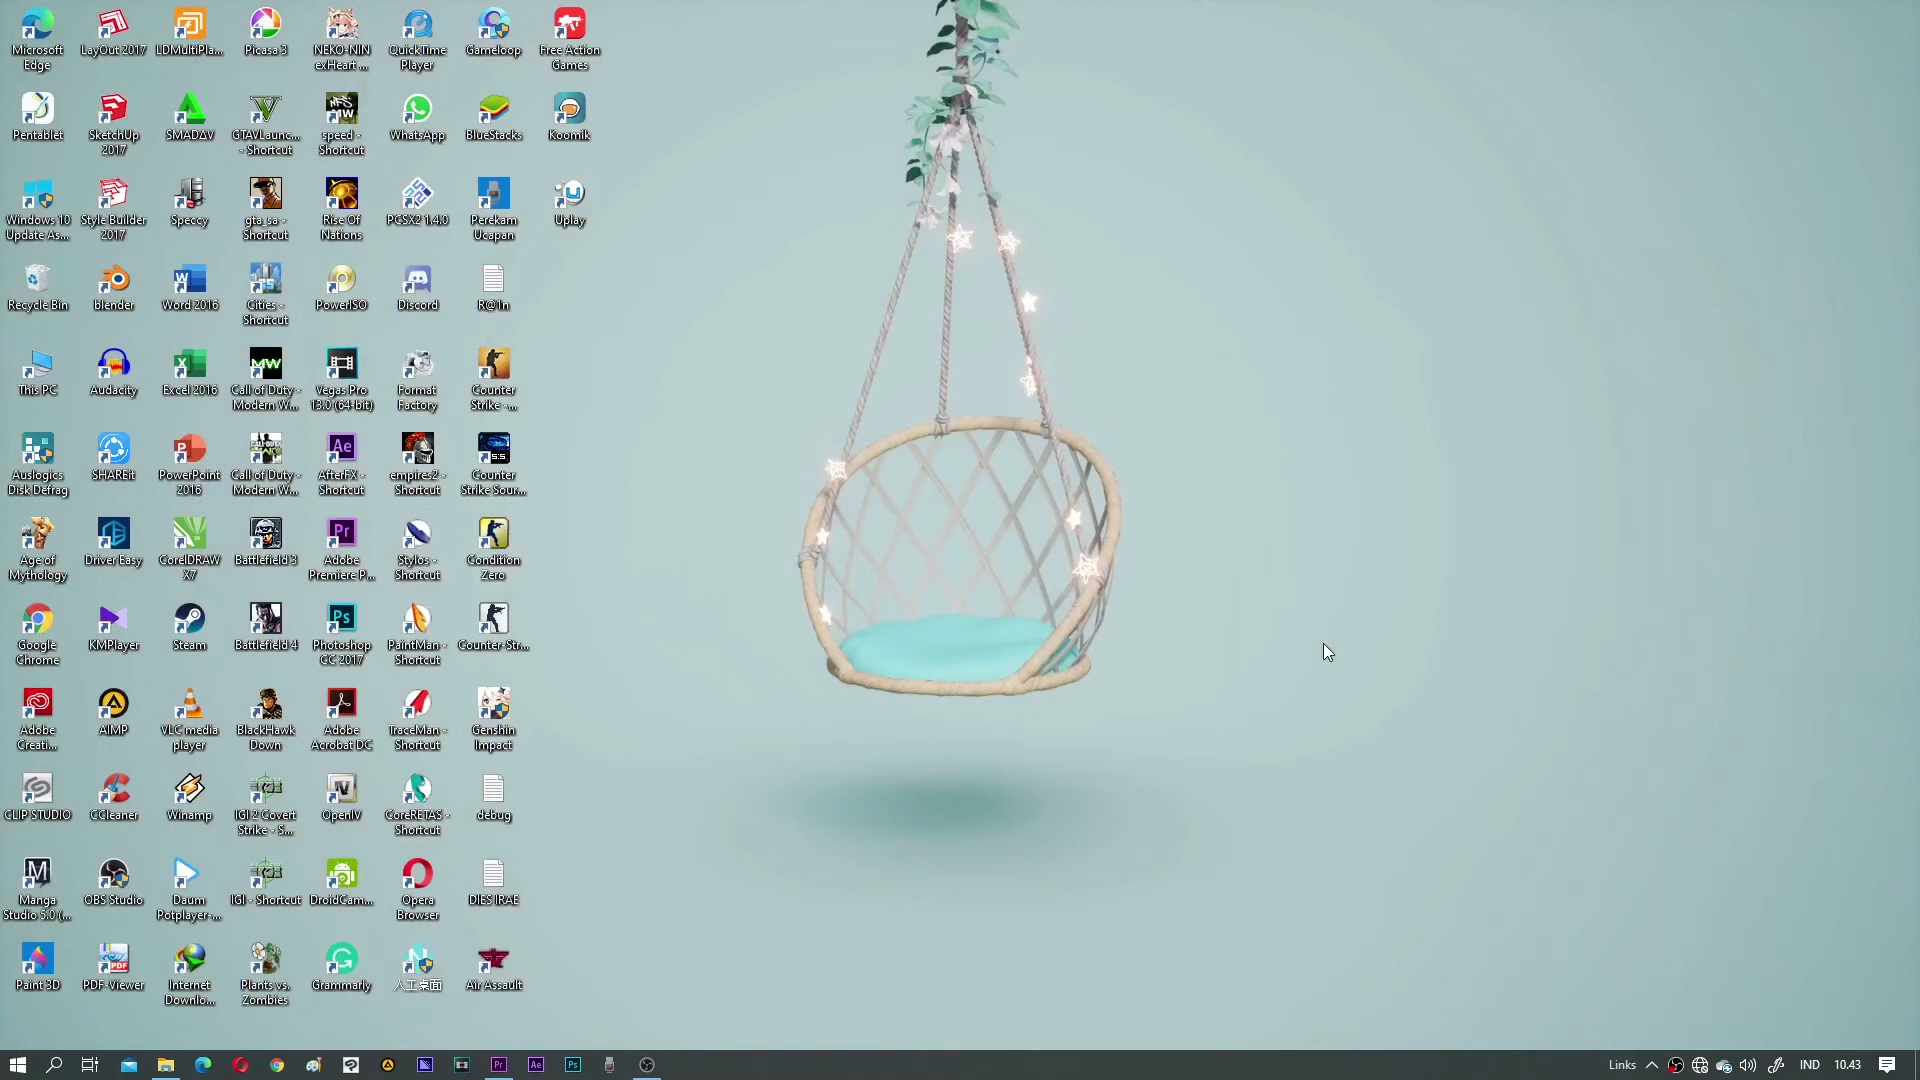 Microsoft
Edge
LayOut 2017
LDMultiPla...
Picasa 3
NEKO-NIN
exHeart ...
QuickTime
Player
Gameloop
Free Action
Games
Pentablet
SketchUp
2017
SMADAV
GTAVLaunc...
- Shortcut
speed -
Shortcut
WhatsApp
BlueStacks
Koomik
Windows 10
Update As...
Style Builder
2017
Speccy
gta_sa -
Shortcut
Rise Of
Nations
PCSX2 1.4.0
Perekam
Ucapan
Uplay
Recycle Bin
blender
Word 2016
Cities -
Shortcut
PowerISO
Discord
R@1n
This PC
Audacity
Excel 2016
Call of Duty -
Modern W...
Vegas Pro
13.0 (64-bit)
Format
Factory
Counter
Strike -...
Auslogics
Disk Defrag
SHAREit
PowerPoint
2016
Call of Duty -
Modern W...
AfterFX -
Shortcut
empires2 -
Shortcut
Counter
Strike Sour...
Age of
Mythology
Driver Easy
CorelDRAW
X7
Battlefield 3
Adobe
Premiere P...
Stylos -
Shortcut
Condition
Zero
Google
Chrome
KMPlayer
Steam
Battlefield 4
Photoshop
CC 2017
PaintMan -
Shortcut
Counter-Str...
Adobe
Creati...
AIMP
VLC media
player
BlackHawk
Down
Adobe
Acrobat DC
TraceMan -
Shortcut
Genshin
Impact
CLIP STUDIO
CCleaner
Winamp
IGI 2 Covert
Strike - S...
OpenIV
CoreRETAS -
Shortcut
debug
Manga
Studio 5.0 (...
OBS Studio
Daum
Potplayer-...
IGI - Shortcut
DroidCam...
Opera
Browser
DIES IRAE
Paint 3D
PDF-Viewer
Internet
Downlo...
Plants vs.
Zombies
Grammarly
人工桌面
Air Assault
Links
IND
10.43